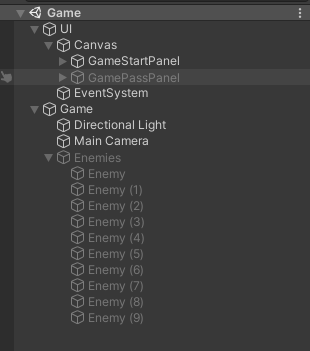 Game
UI
Canvas
GameStartPanel
GamePassPanel
EventSystem
Game
Directional Light
Main Camera
Enemies
Enemy
Enemy (1)
Enemy (2)
Enemy (3)
Enemy (4)
Enemy (5)
Enemy (6)
Enemy (7)
Enemy (8)
Enemy (9)